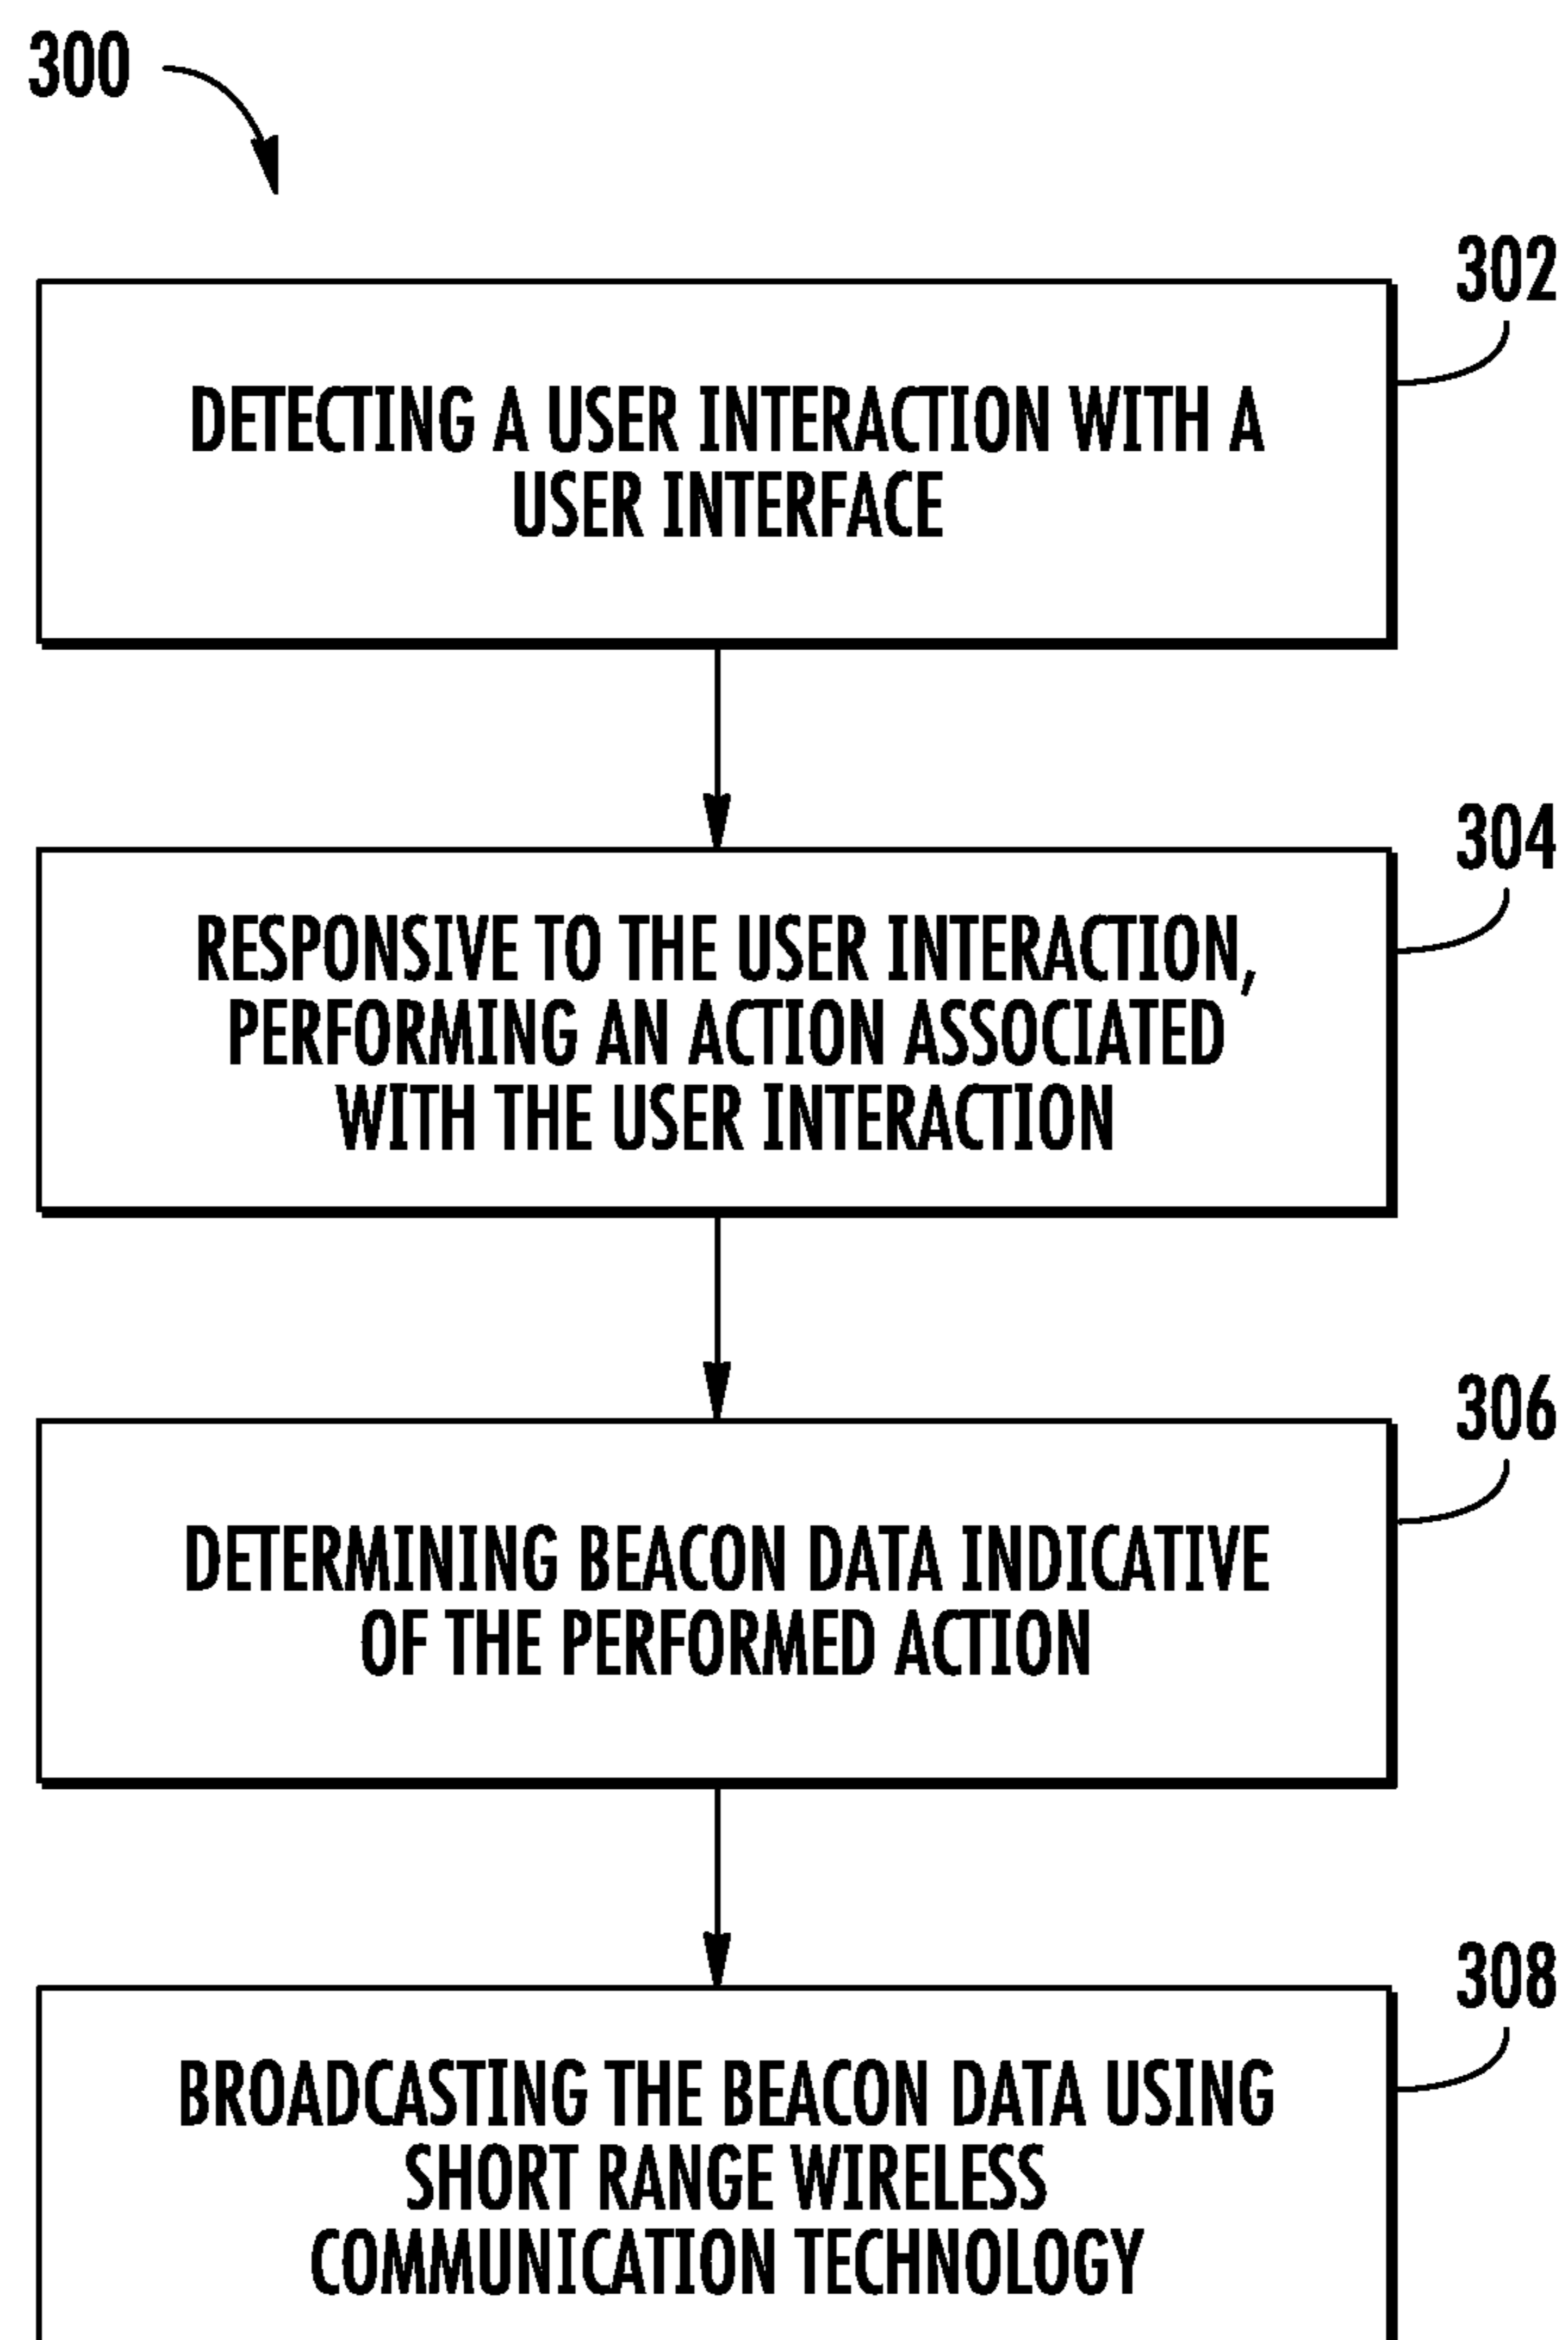 300
302
DETECTING A USER INTERACTION WITH A
USER INTERFACE
304
RESPONSIVE TO THE USER INTERACTION,
PERFORMING AN ACTION ASSOCIATED
WITH THE USER INTERACTION
306
DETERMINING BEACON DATA INDICATIVE
OF THE PERFORMED ACTION
308
BROADCASTING THE BEACON DATA USING
SHORT RANGE WIRELESS
COMMUNICATION TECHNOLOGY